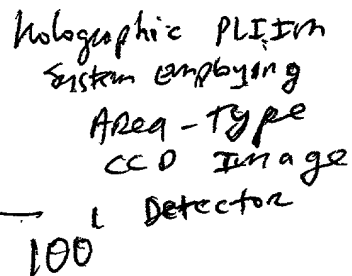 Holographic PLIIM
System Employing
Area-Type
CCD Image
Detector
100'